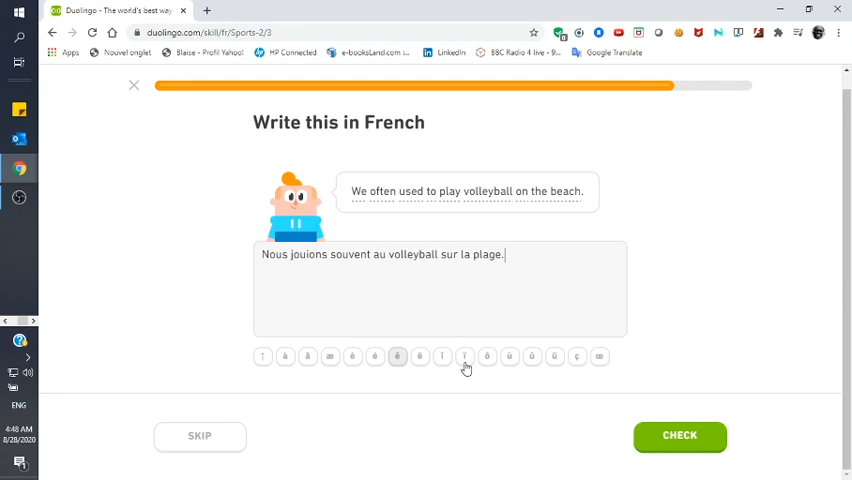 Duolingo - The world's best way
duolingo.com/skill/fr/Sports-2/3
Apps Nouvel onglet Blaise - Profil Yahoo! HP Connected e-booksLand.com :... LinkedIn BBC Radio 4 live - 9... Google Translate
Write this in French
We often used to play volleyball on the beach.
Nous jouions souvent au volleyball sur la plage.
↑ à â æ è é ê ë î ï ô ù û ü ç œ
SKIP
CHECK
ENG
4:48 AM
8/28/2020